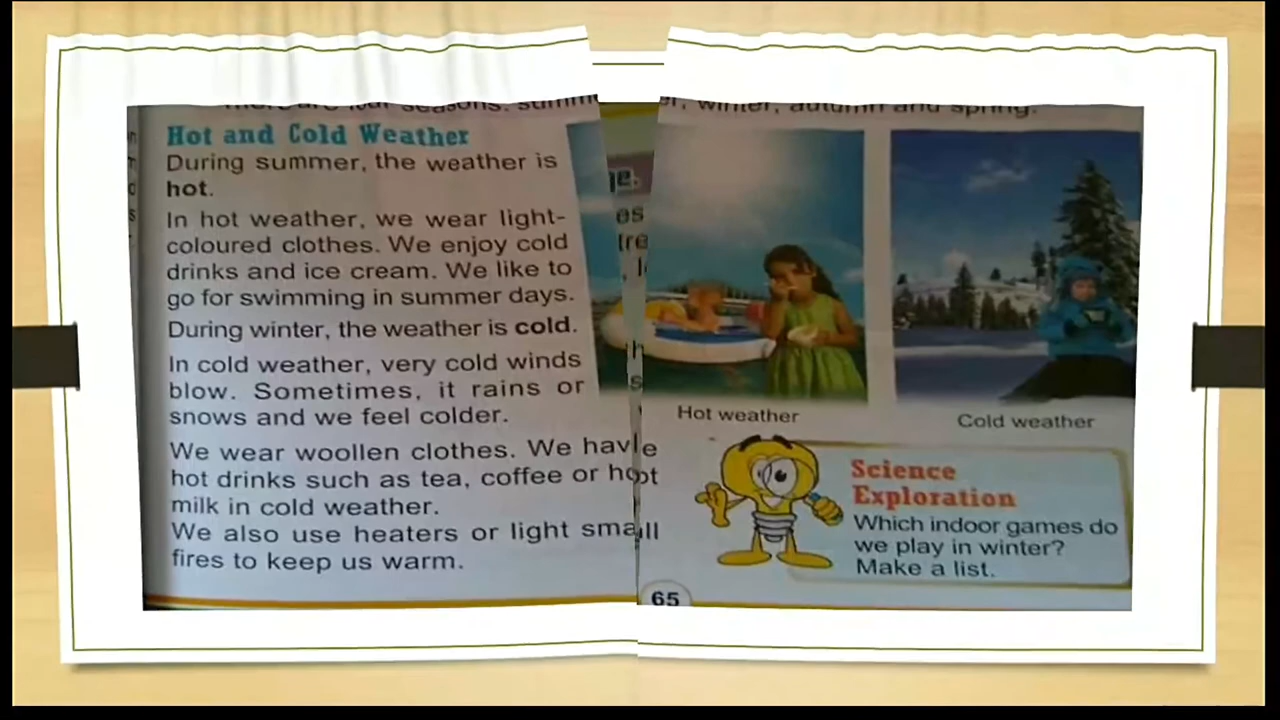 There are four seasons: summer, winter, autumn and spring.
Hot and Cold Weather
During summer, the weather is
hot.
In hot weather, we wear light-
coloured clothes. We enjoy cold
drinks and ice cream. We like to
go for swimming in summer days.
During winter, the weather is cold.
In cold weather, very cold winds
blow. Sometimes, it rains or
snows and we feel colder.
We wear woollen clothes. We have
hot drinks such as tea, coffee or hot
milk in cold weather.
We also use heaters or light small
fires to keep us warm.
Hot weather
Cold weather
Science
Exploration
Which indoor games do
we play in winter?
Make a list.
65